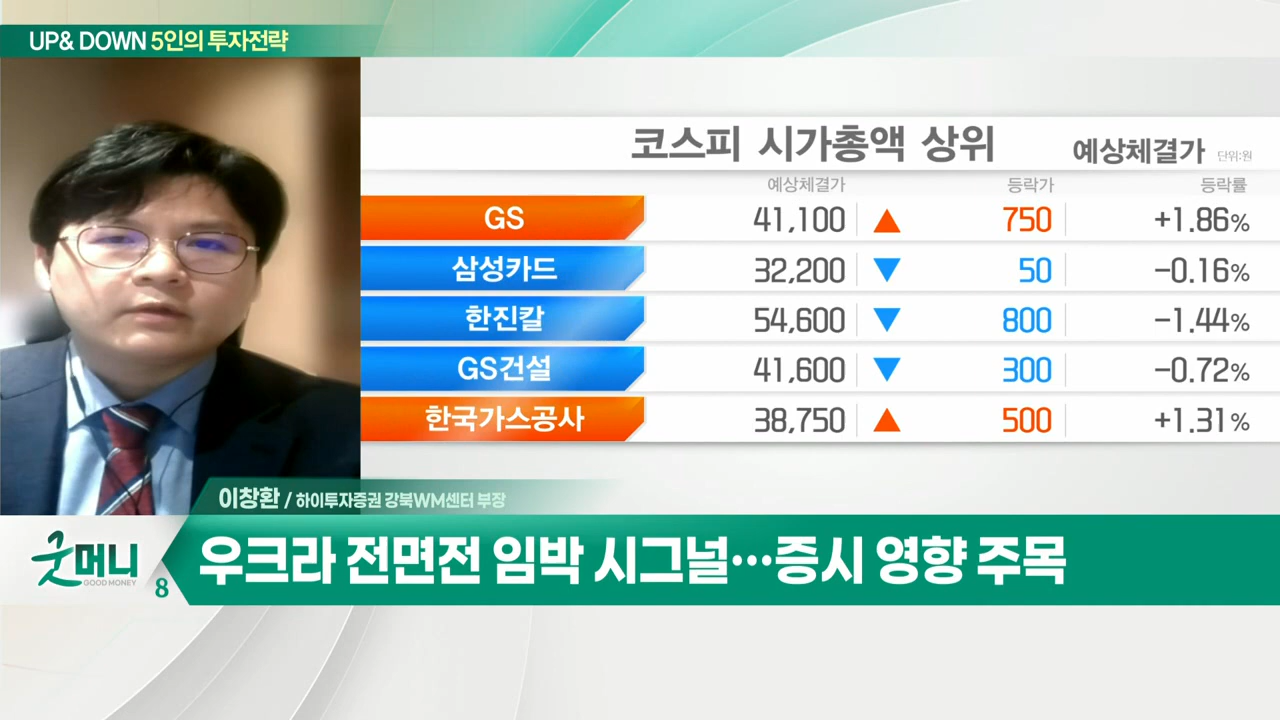 UP& DOWN 5인의 투자전략
코스피 시가총액 상위
예상체결가 단위:원
예상체결가 등락가 등락률
GS 41,100 ▲ 750 +1.86%
삼성카드 32,200 ▼ 50 -0.16%
한진칼 54,600 ▼ 800 -1.44%
GS건설 41,600 ▼ 300 -0.72%
한국가스공사 38,750 ▲ 500 +1.31%
이창환 / 하이투자증권 강북WM센터 부장
굿머니
GOOD MONEY
8
우크라 전면전 임박 시그널…증시 영향 주목